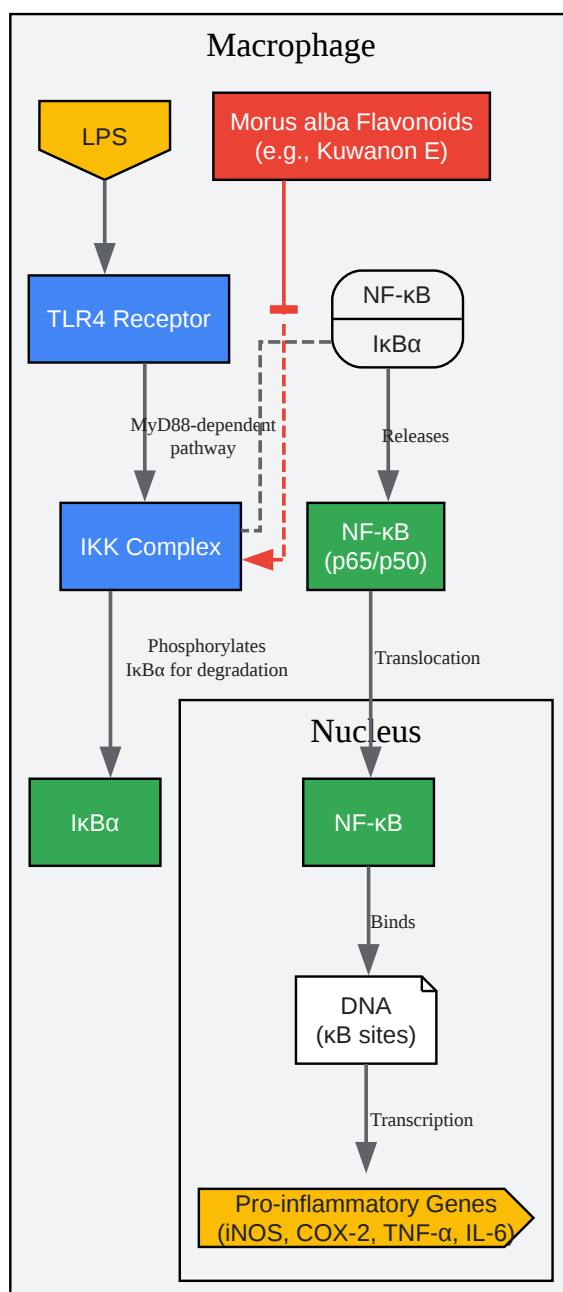 Macrophage
LPS
Morus alba Flavonoids
(e.g., Kuwanon E)
TLR4 Receptor
NF-κB
IκBα
MyD88-dependent
pathway
Releases
IKK Complex
NF-κB
(p65/p50)
Phosphorylates
IκBα for degradation
Translocation
Nucleus
IκBα
NF-κB
Binds
DNA
(κB sites)
Transcription
Pro-inflammatory Genes
(iNOS, COX-2, TNF-α, IL-6)